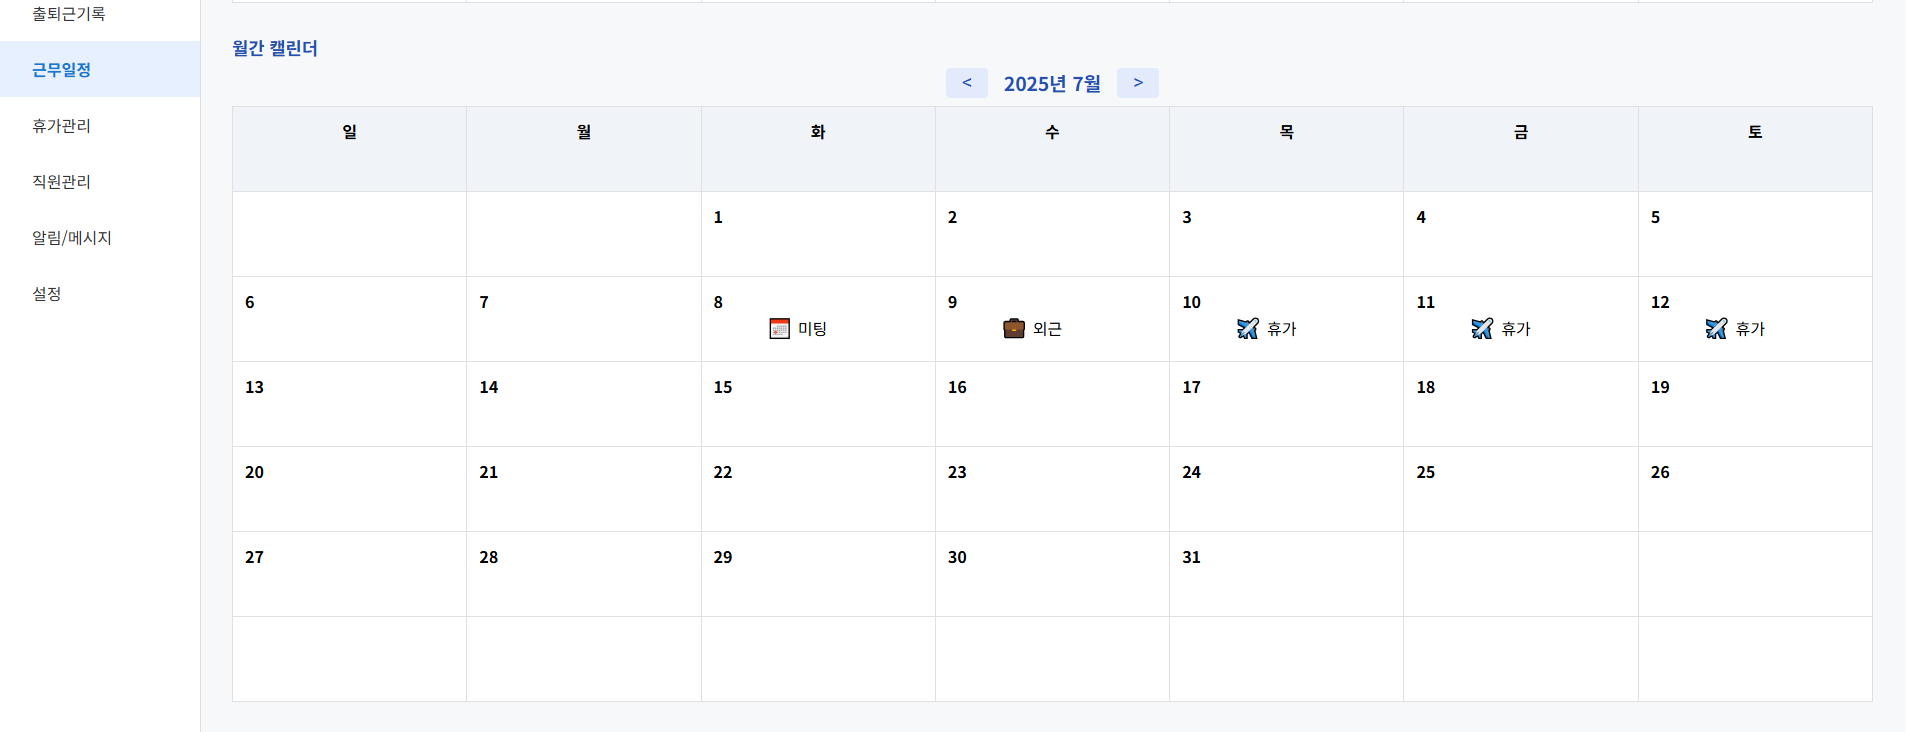 출퇴근기록
근무일정
휴가관리
직원관리
알림/메시지
설정
월간 캘린더
< 2025년 7월 >
일 월 화 수 목 금 토
1 2 3 4 5
6 7 8 9 10 11 12
미팅 외근 휴가 휴가 휴가
13 14 15 16 17 18 19
20 21 22 23 24 25 26
27 28 29 30 31